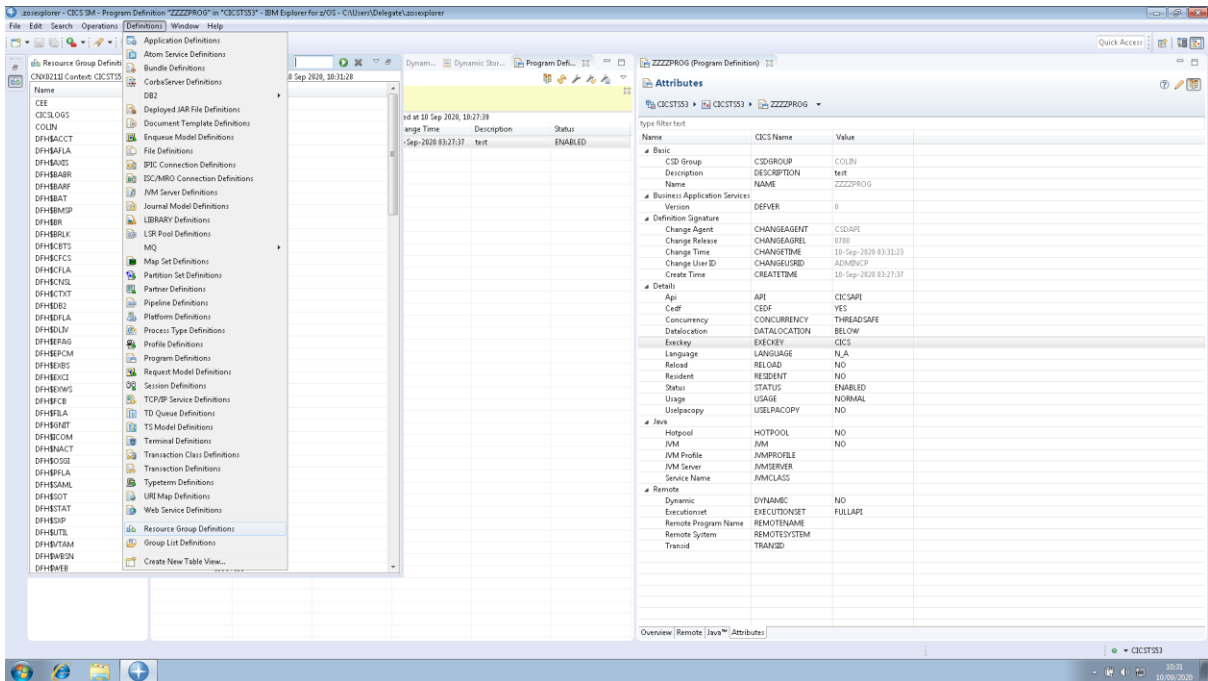 .zosexplorer - CICS SM - Program Definition "ZZZZPROG" in "CICSTS53" - IBM Explorer for z/OS - C:\Users\Delegate\.zosexplorer
File Edit Search Operations Definitions Window Help
Quick Access
Resource Group Definiti
CNX0211I Context: CICSTS5
8 Sep 2020, 10:31:28
Name
CEE
CICSLOGS
COLIN
DFH$ACCT
DFH$AFLA
DFH$AXIS
DFH$BABR
DFH$BARF
DFH$BAT
DFH$BMSP
DFH$BR
DFH$BRLK
DFH$CBTS
DFH$CFCS
DFH$CFLA
DFH$CNSL
DFH$CTXT
DFH$DB2
DFH$DFLA
DFH$DLIV
DFH$EPAG
DFH$EPCM
DFH$EXBS
DFH$EXCI
DFH$EXWS
DFH$FCB
DFH$FILA
DFH$GNIT
DFH$ICOM
DFH$NACT
DFH$OSGI
DFH$PFLA
DFH$SAML
DFH$SOT
DFH$STAT
DFH$SXP
DFH$UTIL
DFH$VTAM
DFH$WBSN
DFH$WEB
Application Definitions
Atom Service Definitions
Bundle Definitions
CorbaServer Definitions
DB2
Deployed JAR File Definitions
Document Template Definitions
Enqueue Model Definitions
File Definitions
IPIC Connection Definitions
ISC/MRO Connection Definitions
JVM Server Definitions
Journal Model Definitions
LIBRARY Definitions
LSR Pool Definitions
MQ
Map Set Definitions
Partition Set Definitions
Partner Definitions
Pipeline Definitions
Platform Definitions
Process Type Definitions
Profile Definitions
Program Definitions
Request Model Definitions
Session Definitions
TCP/IP Service Definitions
TD Queue Definitions
TS Model Definitions
Terminal Definitions
Transaction Class Definitions
Transaction Definitions
Typeterm Definitions
URI Map Definitions
Web Service Definitions
Resource Group Definitions
Group List Definitions
Create New Table View...
Dynam... Dynamic Stor... Program Defi...
ed at 10 Sep 2020, 10:27:39
ange Time Description Status
-Sep-2020 03:27:37 test ENABLED
ZZZZPROG (Program Definition)
Attributes
CICSTS53 CICSTS53 ZZZZPROG
type filter text
Name CICS Name Value
Basic
CSD Group CSDGROUP COLIN
Description DESCRIPTION test
Name NAME ZZZZPROG
Business Application Services
Version DEFVER 0
Definition Signature
Change Agent CHANGEAGENT CSDAPI
Change Release CHANGEAGREL 0700
Change Time CHANGETIME 10-Sep-2020 03:31:23
Change User ID CHANGEUSRID ADMINCP
Create Time CREATETIME 10-Sep-2020 03:27:37
Details
Api API CICSAPI
Cedf CEDF YES
Concurrency CONCURRENCY THREADSAFE
Datalocation DATALOCATION BELOW
Execkey EXECKEY CICS
Language LANGUAGE N_A
Reload RELOAD NO
Resident RESIDENT NO
Status STATUS ENABLED
Usage USAGE NORMAL
Uselpacopy USELPACOPY NO
Java
Hotpool HOTPOOL NO
JVM JVM NO
JVM Profile JVMPROFILE
JVM Server JVMSERVER
Service Name JVMCLASS
Remote
Dynamic DYNAMIC NO
Executionset EXECUTIONSET FULLAPI
Remote Program Name REMOTENAME
Remote System REMOTESYSTEM
Transid TRANSID
Overview Remote Java™ Attributes
CICSTS53
10:31
10/09/2020